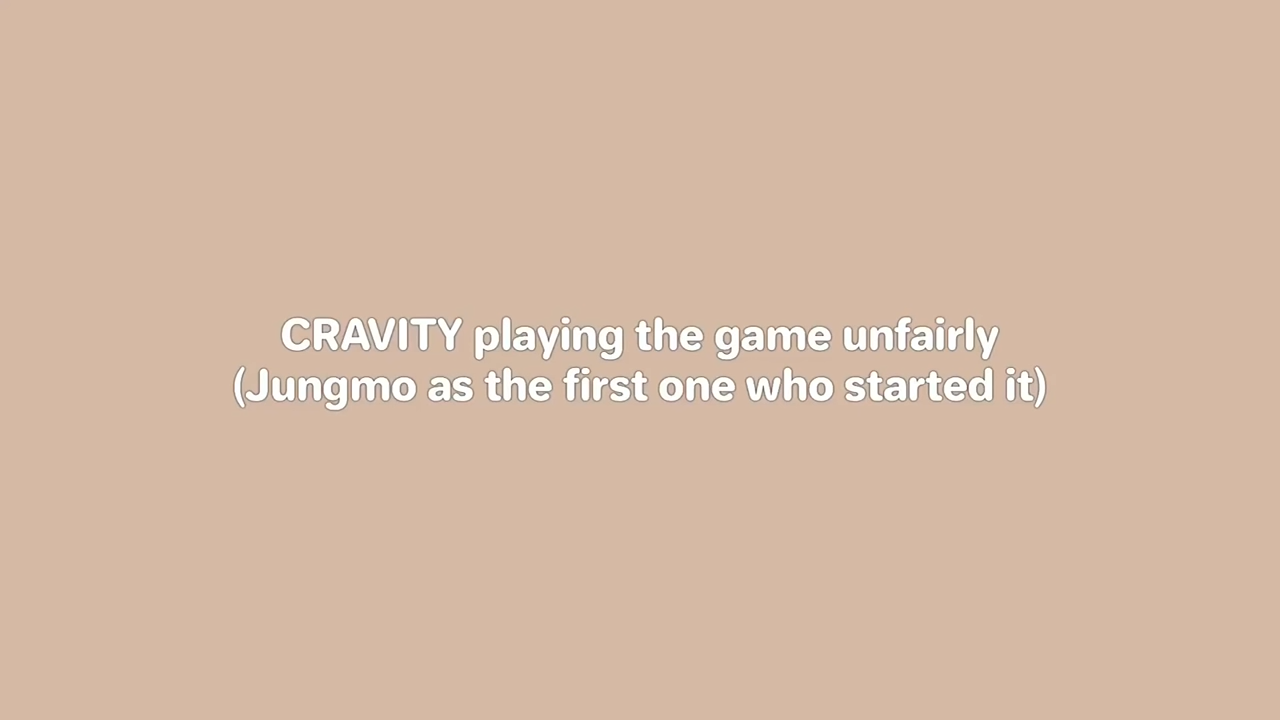 CRAVITY playing the game unfairly
(Jungmo as the first one who started it)